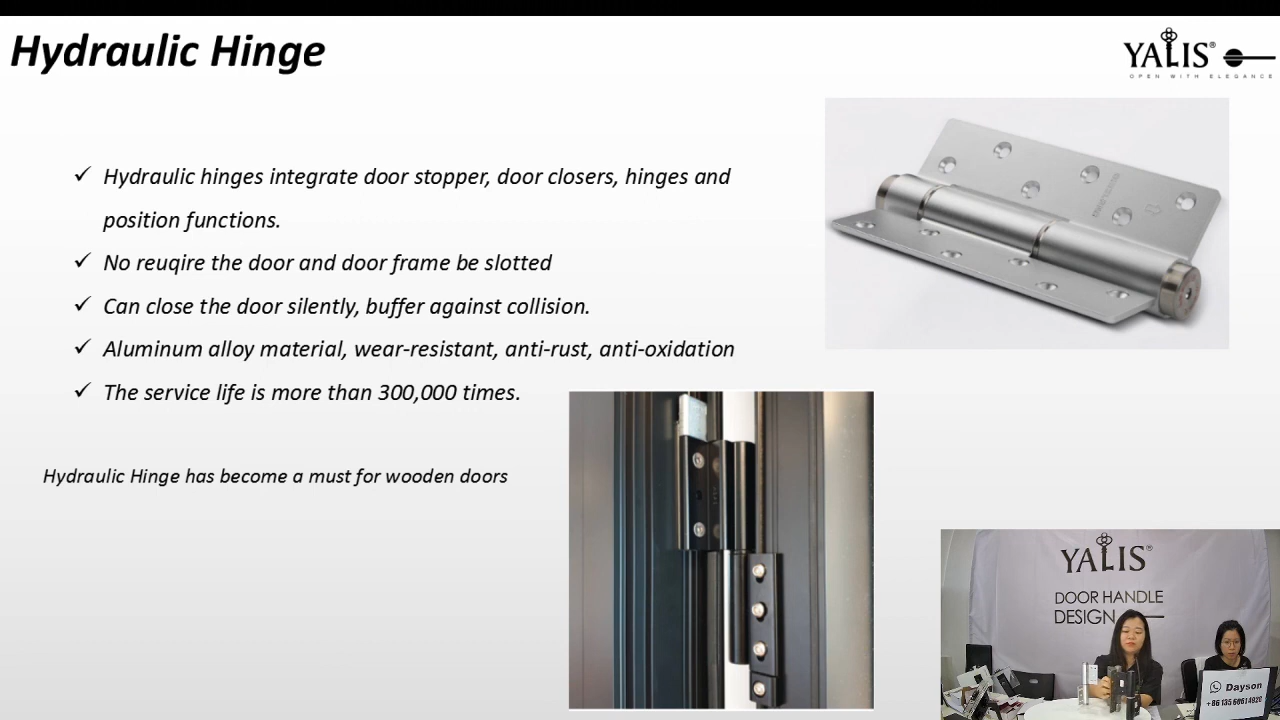 Hydraulic Hinge
YALIS®
OPEN WITH ELEGANCE
Hydraulic hinges integrate door stopper, door closers, hinges and
position functions.
No reuqire the door and door frame be slotted
Can close the door silently, buffer against collision.
Aluminum alloy material, wear-resistant, anti-rust, anti-oxidation
The service life is more than 300,000 times.
Hydraulic Hinge has become a must for wooden doors
YALIS®
DOOR HANDLE
DESIGN
Dayson
+86 135 60614920